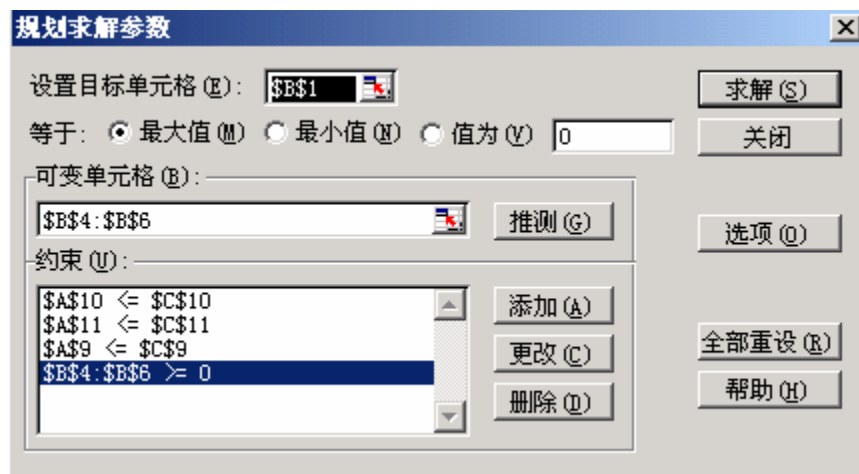 规划求解参数
设置目标单元格(E): $B$1 求解(S)
等于: 最大值(M) 最小值(N) 值为(V) 0 关闭
可变单元格(B):
$B$4:$B$6 推测(G) 选项(O)
约束(U):
$A$10 <= $C$10 添加(A)
$A$11 <= $C$11
$A$9 <= $C$9 更改(C) 全部重设(R)
$B$4:$B$6 >= 0
删除(D) 帮助(H)